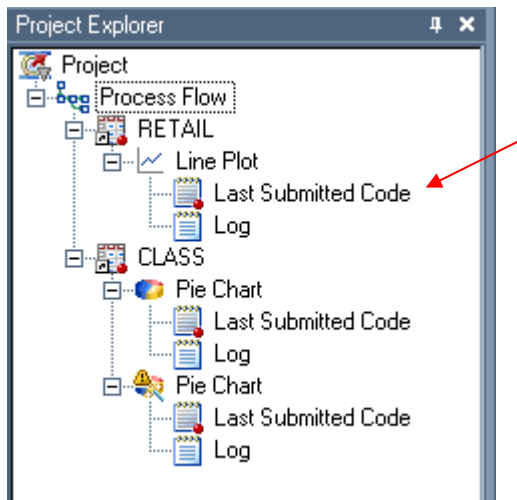 Project Explorer
Project
Process Flow
RETAIL
Line Plot
Last Submitted Code
Log
CLASS
Pie Chart
Last Submitted Code
Log
Pie Chart
Last Submitted Code
Log